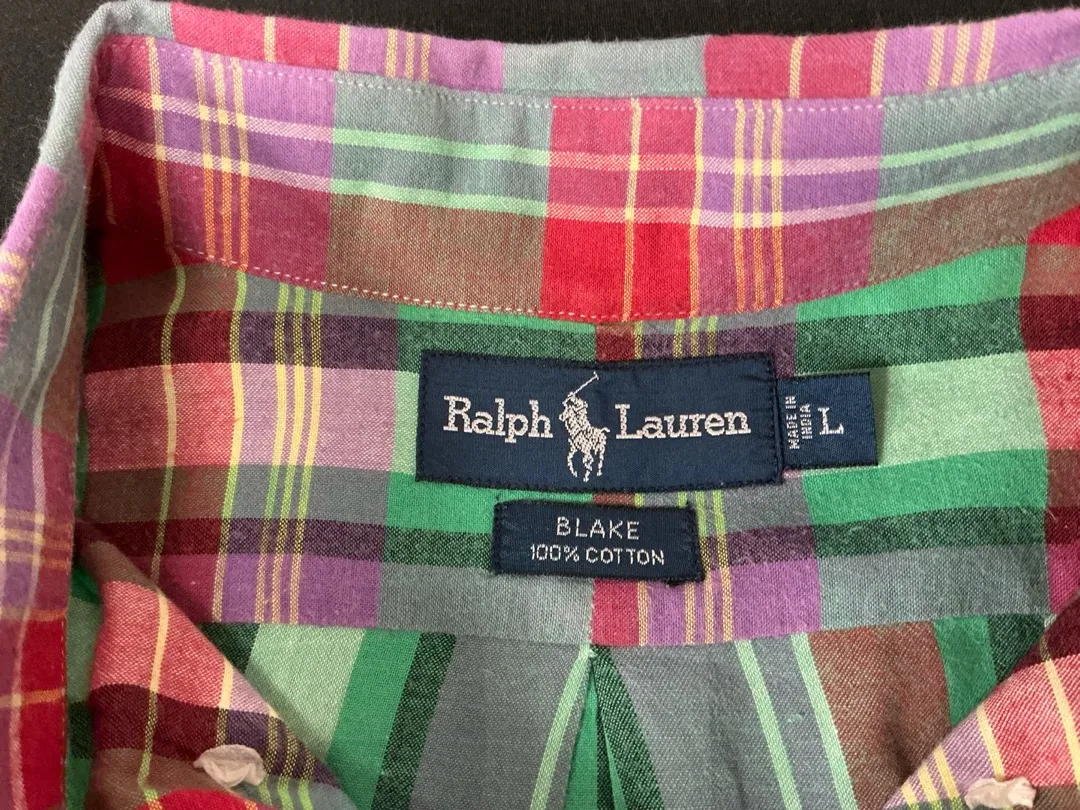 Ralph Lauren
MADE IN
INDIA
L
BLAKE
100% COTTON